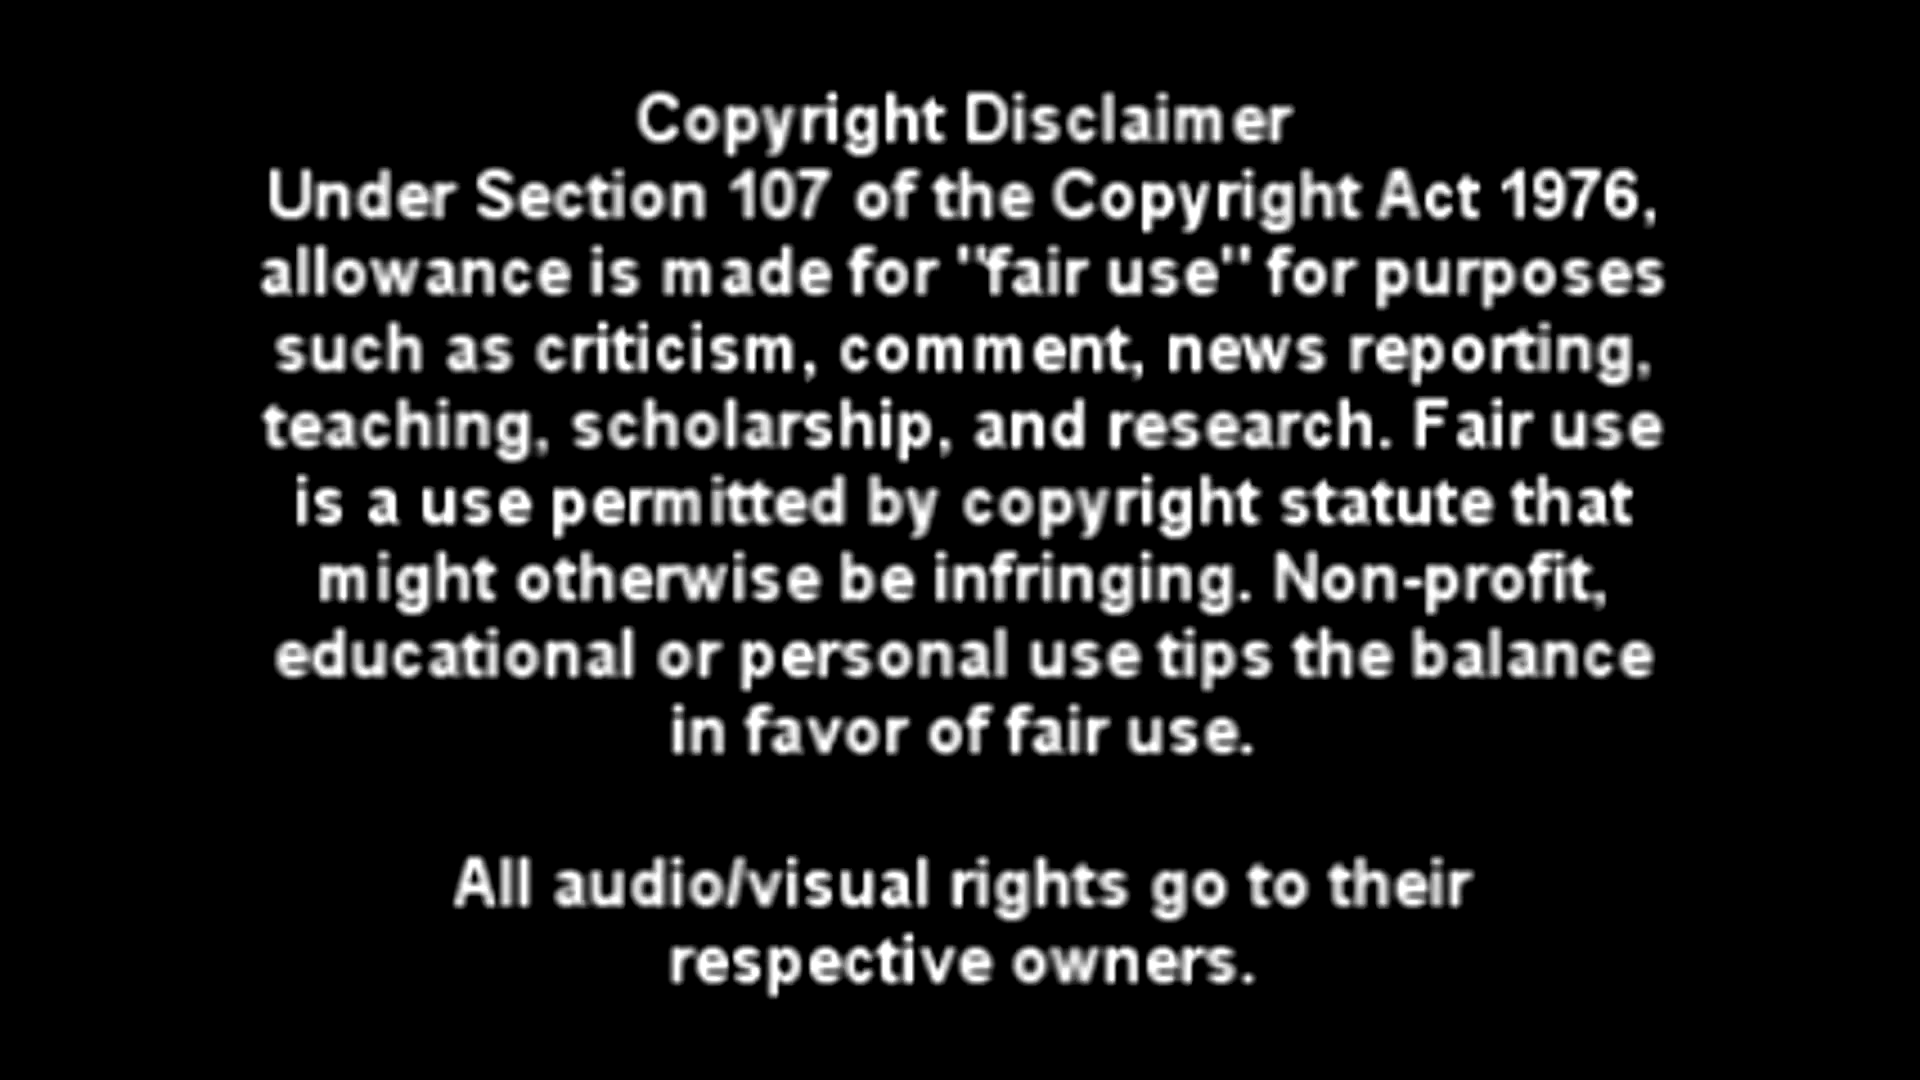 Copyright Disclaimer
Under Section 107 of the Copyright Act 1976,
allowance is made for "fair use" for purposes
such as criticism, comment, news reporting,
teaching, scholarship, and research. Fair use
is a use permitted by copyright statute that
might otherwise be infringing. Non-profit,
educational or personal use tips the balance
in favor of fair use.
All audio/visual rights go to their
respective owners.